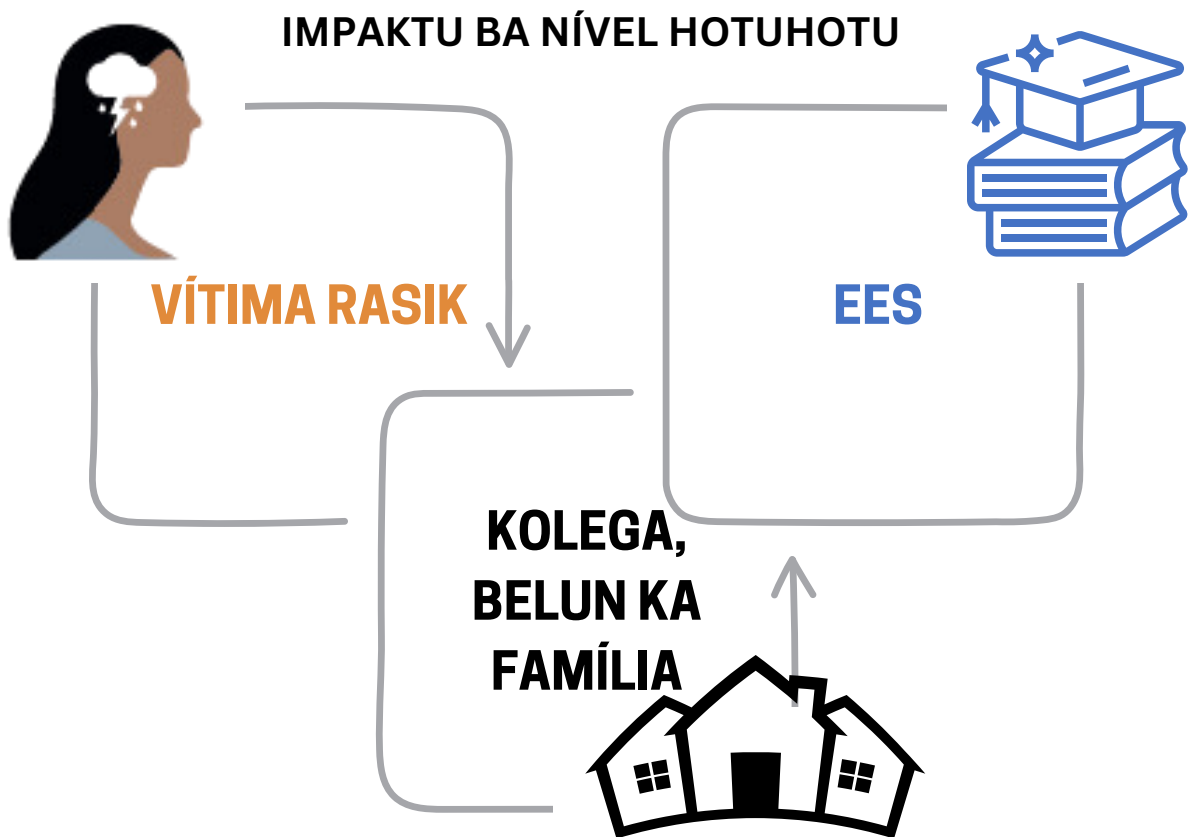 IMPAKTU BA NÍVEL HOTUHOTU
VÍTIMA RASIK
EES
KOLEGA,
BELUN KA
FAMÍLIA